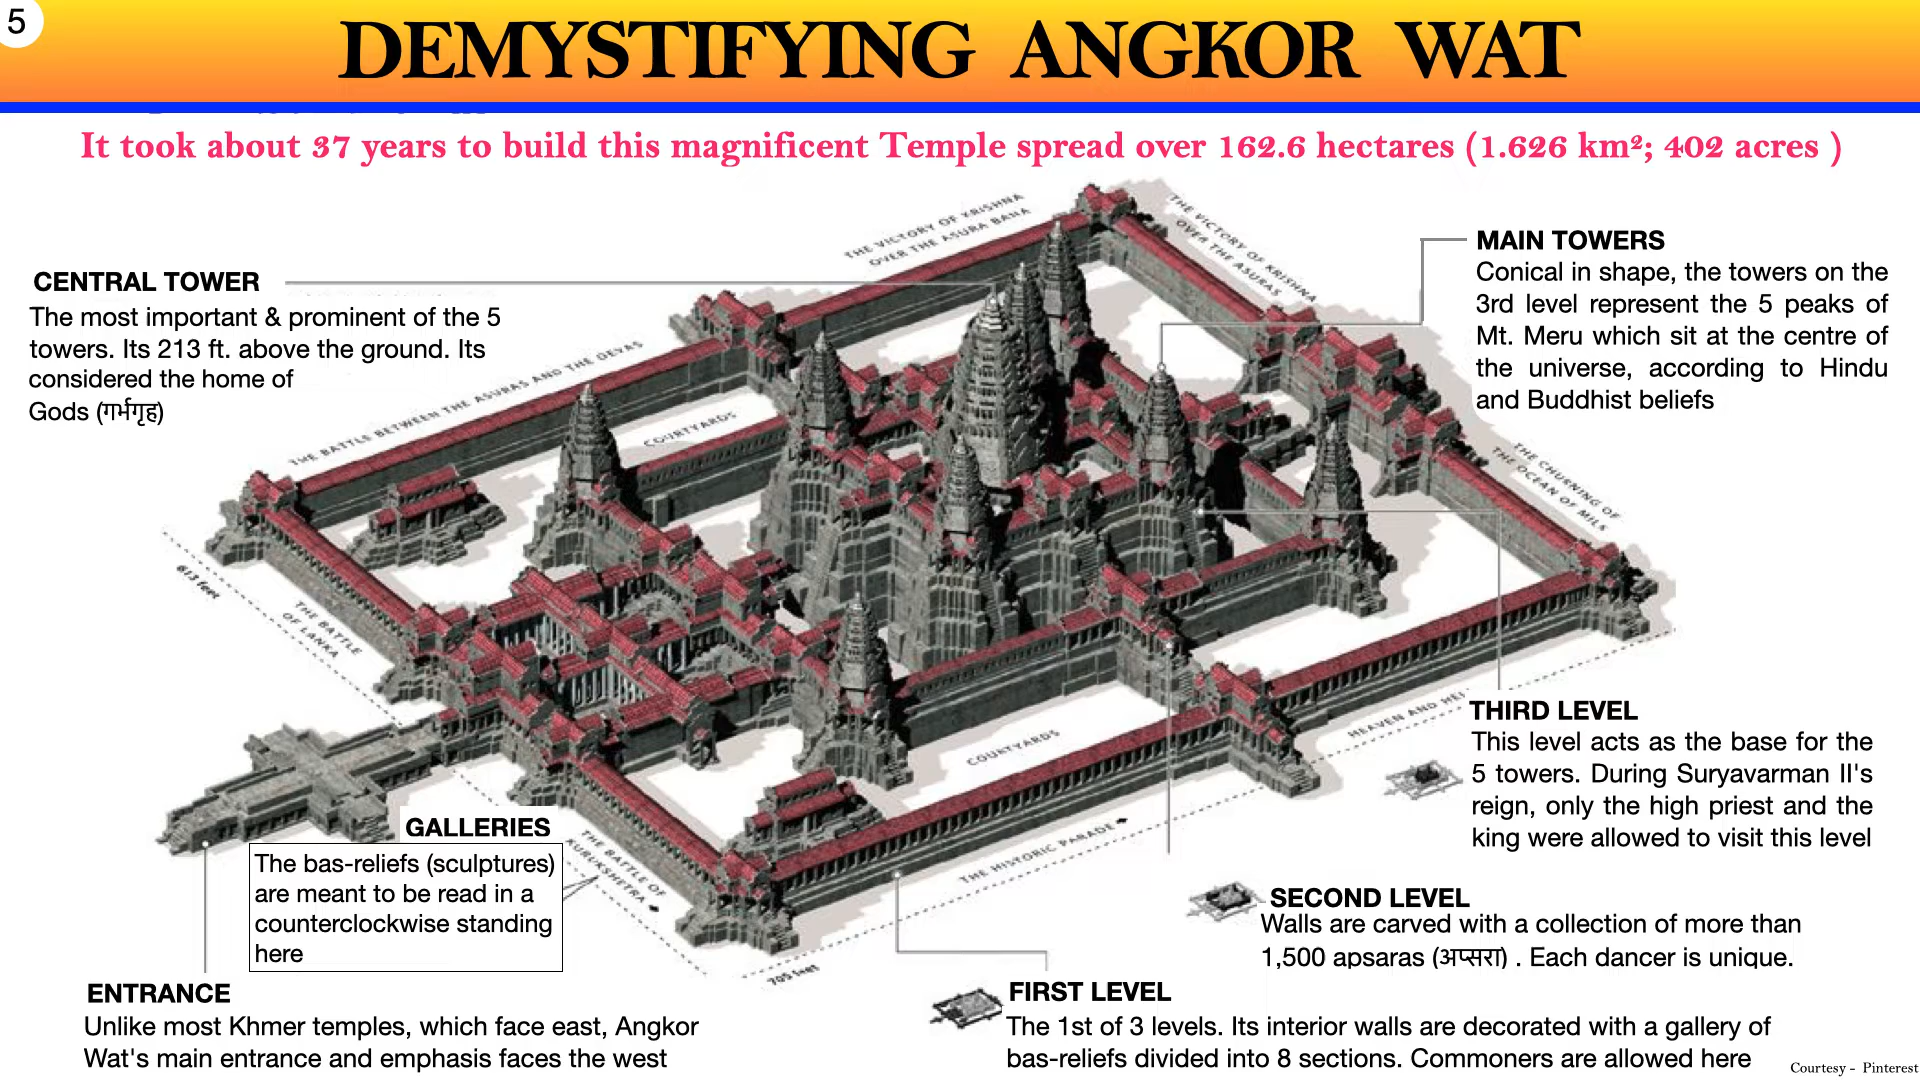 5
DEMYSTIFYING ANGKOR WAT
It took about 37 years to build this magnificent Temple spread over 162.6 hectares (1.626 km²; 402 acres )
THE VICTORY OF KRISHNA
OVER THE ASURA BANA
THE VICTORY OF KRISHNA
OVER THE ASURAS
MAIN TOWERS
Conical in shape, the towers on the
3rd level represent the 5 peaks of
Mt. Meru which sit at the centre of
the universe, according to Hindu
and Buddhist beliefs
CENTRAL TOWER
The most important & prominent of the 5
towers. Its 213 ft. above the ground. Its
considered the home of
Gods (गर्भगृह)
THE BATTLE BETWEEN THE ASURAS AND THE DEVAS
COURTYARDS
THE CHURNING OF
THE OCEAN OF MILK
613 feet
THE BATTLE
OF LANKA
HEAVEN AND
THIRD LEVEL
This level acts as the base for the
5 towers. During Suryavarman II's
reign, only the high priest and the
king were allowed to visit this level
COURTYARDS
GALLERIES
The bas-reliefs (sculptures)
are meant to be read in a
counterclockwise standing
here
THE BATTLE OF
THE HISTORIC PARADE
705 feet
SECOND LEVEL
Walls are carved with a collection of more than
1,500 apsaras (अप्सरा) . Each dancer is unique.
ENTRANCE
Unlike most Khmer temples, which face east, Angkor
Wat's main entrance and emphasis faces the west
FIRST LEVEL
The 1st of 3 levels. Its interior walls are decorated with a gallery of
bas-reliefs divided into 8 sections. Commoners are allowed here
Courtesy - Pinterest